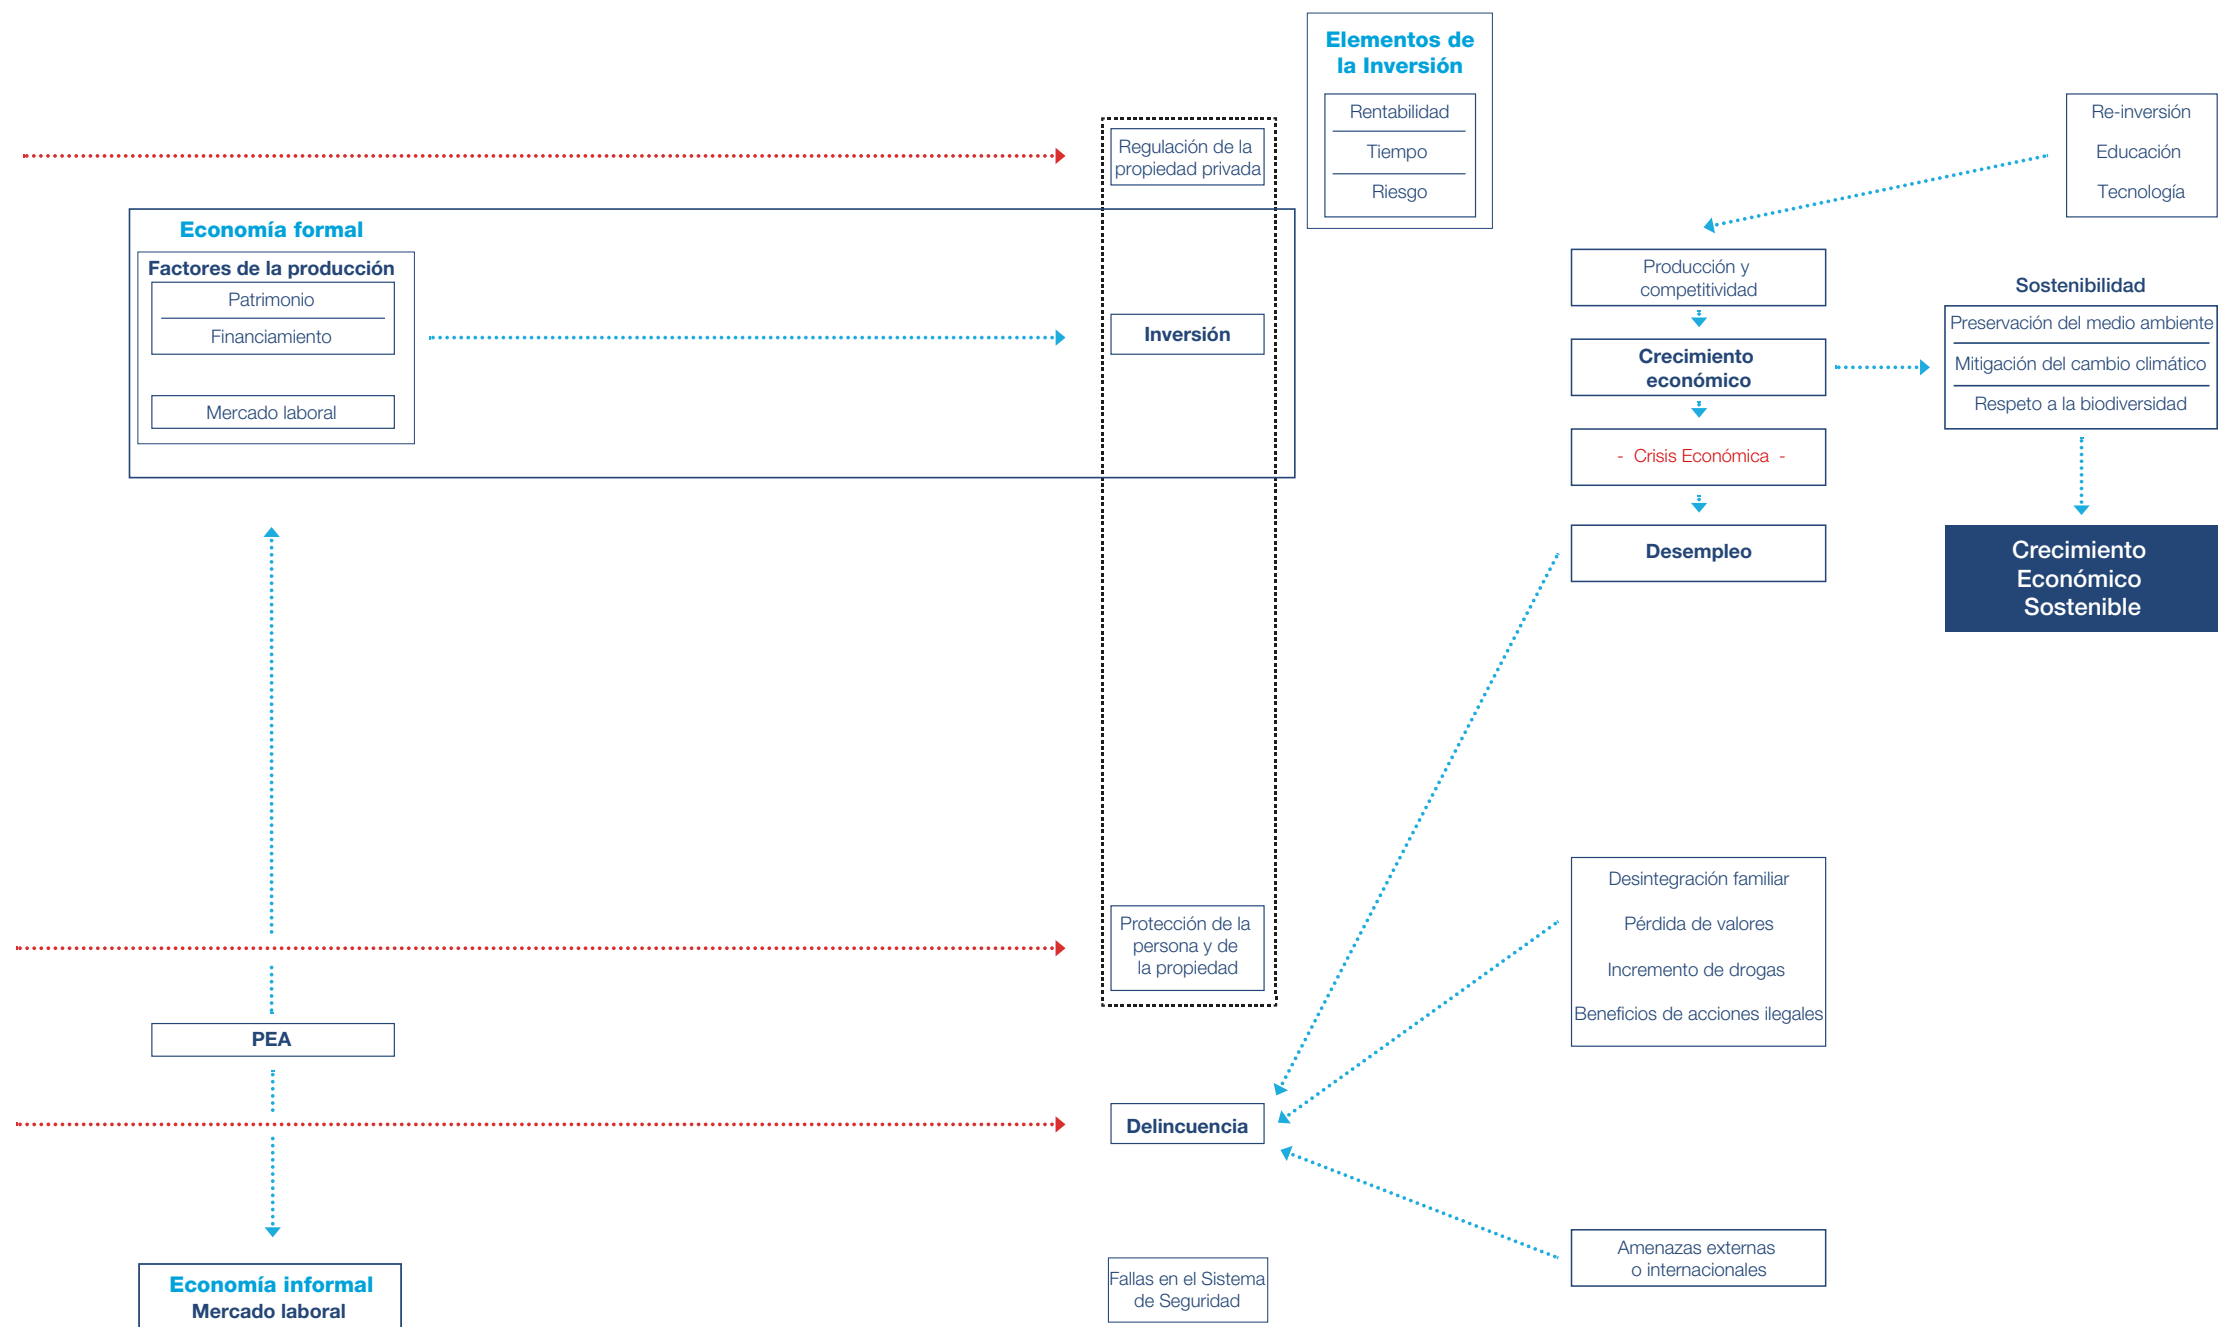 Elementos de
la Inversión
Rentabilidad
Tiempo
Riesgo
Re-inversión
Educación
Tecnología
Regulación de la
propiedad privada
Economía formal
Factores de la producción
Patrimonio
Financiamiento
Mercado laboral
Inversión
Producción y
competitividad
Crecimiento
económico
- Crisis Económica -
Desempleo
Sostenibilidad
Preservación del medio ambiente
Mitigación del cambio climático
Respeto a la biodiversidad
Crecimiento
Económico
Sostenible
Protección de la
persona y de
la propiedad
Desintegración familiar
Pérdida de valores
Incremento de drogas
Beneficios de acciones ilegales
PEA
Delincuencia
Amenazas externas
o internacionales
Fallas en el Sistema
de Seguridad
Economía informal
Mercado laboral